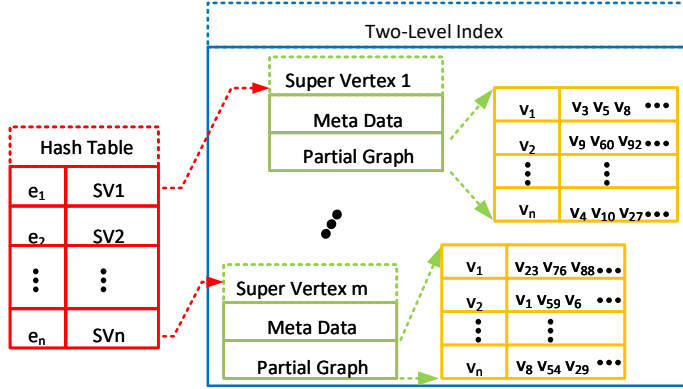 Two-Level Index
Hash Table
e1 SV1
e2 SV2
en SVn
Super Vertex 1
Meta Data
Partial Graph
v1 v3 v5 v8 •••
v2 v9 v60 v92 •••
vn v4 v10 v27 •••
Super Vertex m
Meta Data
Partial Graph
v1 v23 v76 v88 •••
v2 v1 v59 v6 •••
vn v8 v54 v29 •••